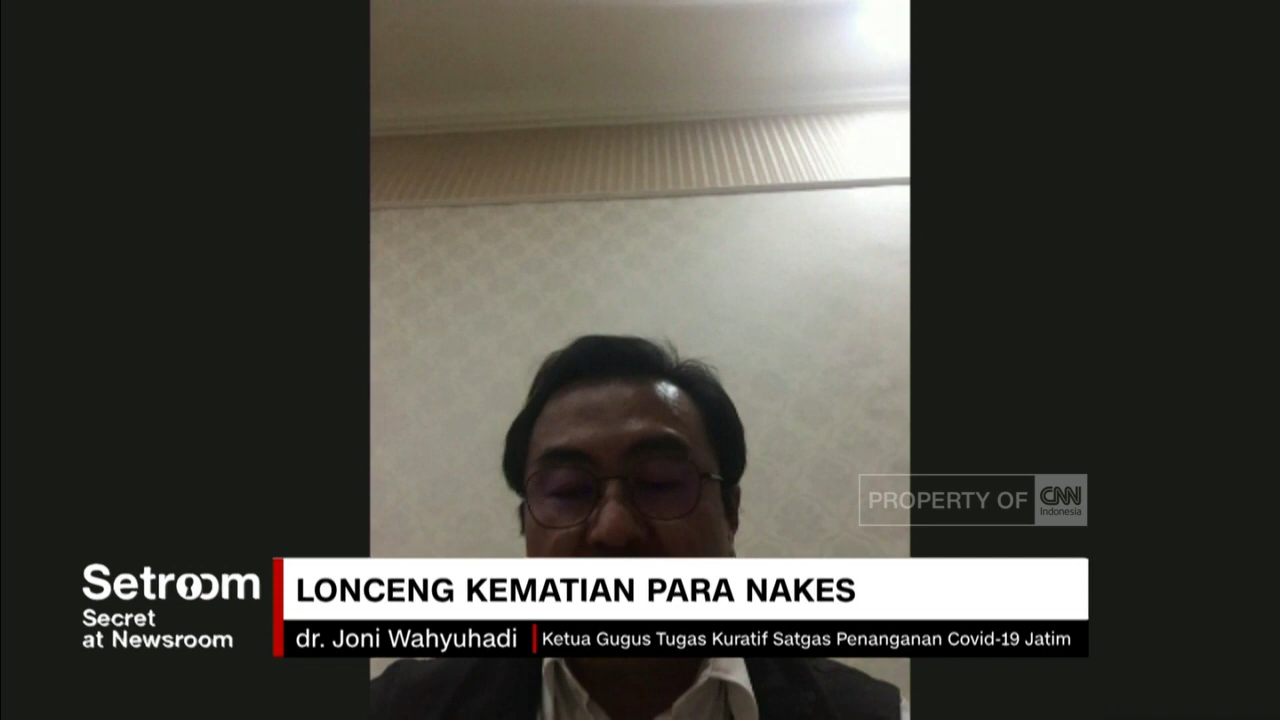 PROPERTY OF CNN Indonesia
Setroom
Secret
at Newsroom
LONCENG KEMATIAN PARA NAKES
dr. Joni Wahyuhadi
Ketua Gugus Tugas Kuratif Satgas Penanganan Covid-19 Jatim